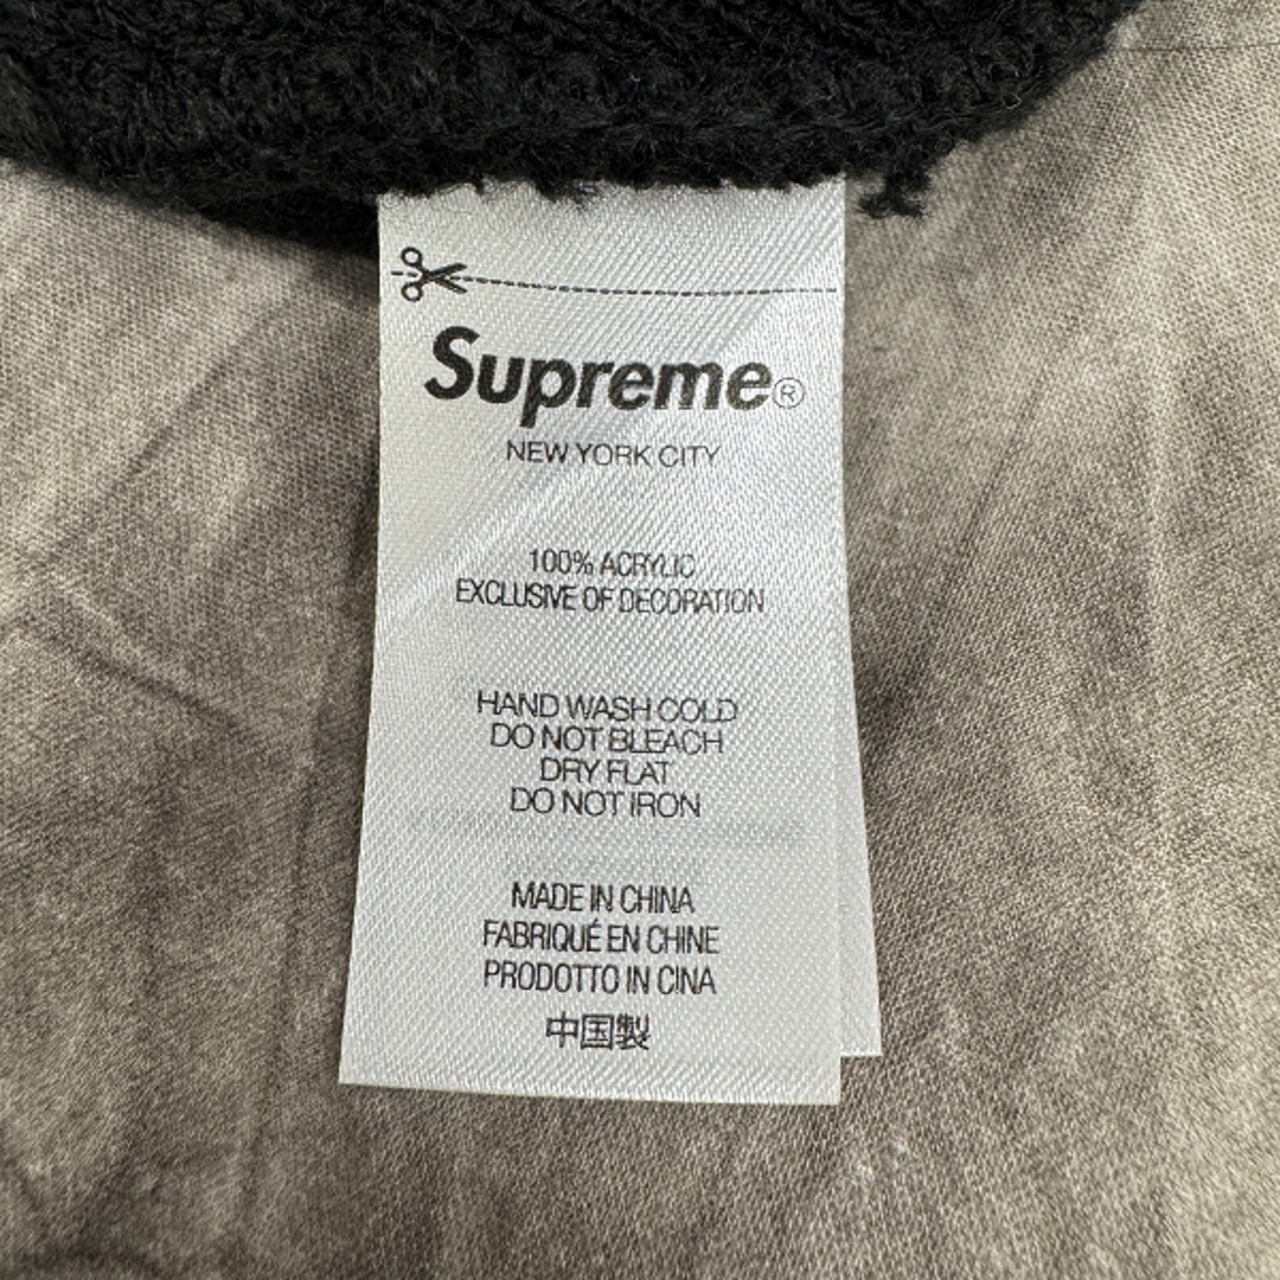 Supreme®
NEW YORK CITY
100% ACRYLIC
EXCLUSIVE OF DECORATION
HAND WASH COLD
DO NOT BLEACH
DRY FLAT
DO NOT IRON
MADE IN CHINA
FABRIQUÉ EN CHINE
PRODOTTO IN CINA
中国製